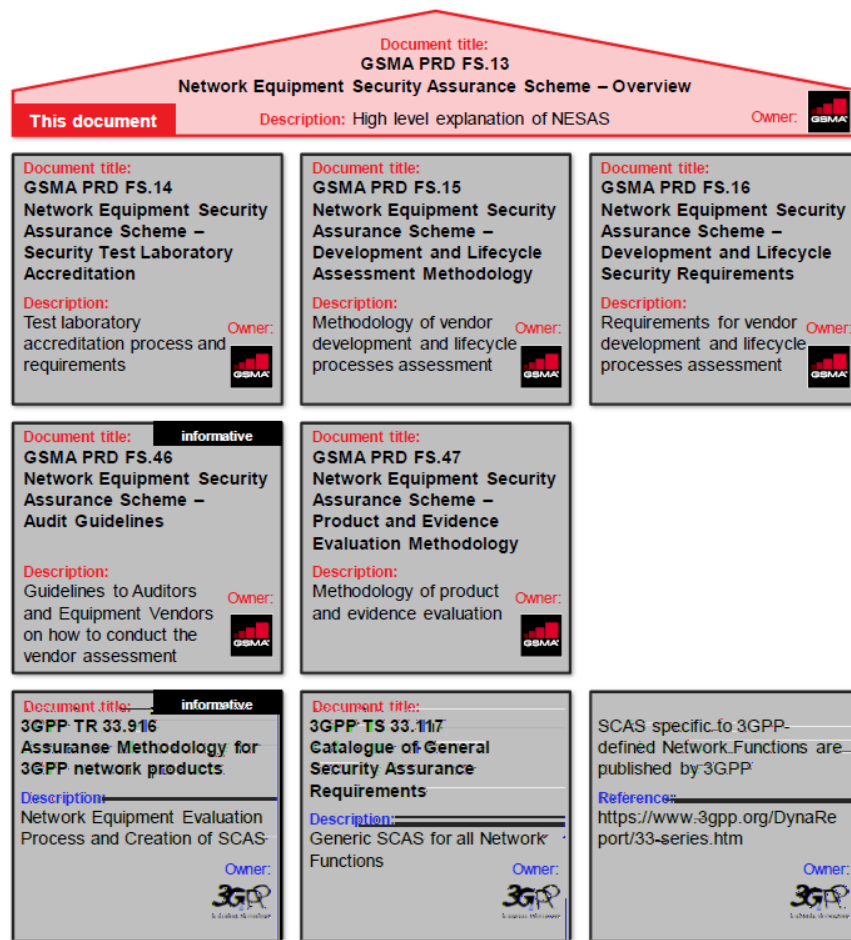 Document title:
GSMA PRD FS.13
Network Equipment Security Assurance Scheme – Overview
This document
Description: High level explanation of NESAS
Owner:
GSMA
Document title:
GSMA PRD FS.14
Network Equipment Security
Assurance Scheme –
Security Test Laboratory
Accreditation
Description:
Test laboratory
accreditation process and
requirements
Owner:
GSMA
Document title:
GSMA PRD FS.15
Network Equipment Security
Assurance Scheme –
Development and Lifecycle
Assessment Methodology
Description:
Methodology of vendor
development and lifecycle
processes assessment
Owner:
GSMA
Document title:
GSMA PRD FS.16
Network Equipment Security
Assurance Scheme –
Development and Lifecycle
Security Requirements
Description:
Requirements for vendor
development and lifecycle
processes assessment
Owner:
GSMA
Document title:
informative
GSMA PRD FS.46
Network Equipment Security
Assurance Scheme –
Audit Guidelines
Description:
Guidelines to Auditors
and Equipment Vendors
on how to conduct the
vendor assessment
Owner:
GSMA
Document title:
GSMA PRD FS.47
Network Equipment Security
Assurance Scheme –
Product and Evidence
Evaluation Methodology
Description:
Methodology of product
and evidence evaluation
Owner:
GSMA
Document title:
informative
3GPP TR 33.916
Assurance Methodology for
3GPP network products
Description:
Network Equipment Evaluation
Process and Creation of SCAS
Owner:
3GPP
Document title:
3GPP TS 33.117
Catalogue of General
Security Assurance
Requirements
Description:
Generic SCAS for all Network
Functions
Owner:
3GPP
SCAS specific to 3GPP-
defined Network Functions are
published by 3GPP
Reference:
https://www.3gpp.org/DynaRe
port/33-series.htm
Owner:
3GPP